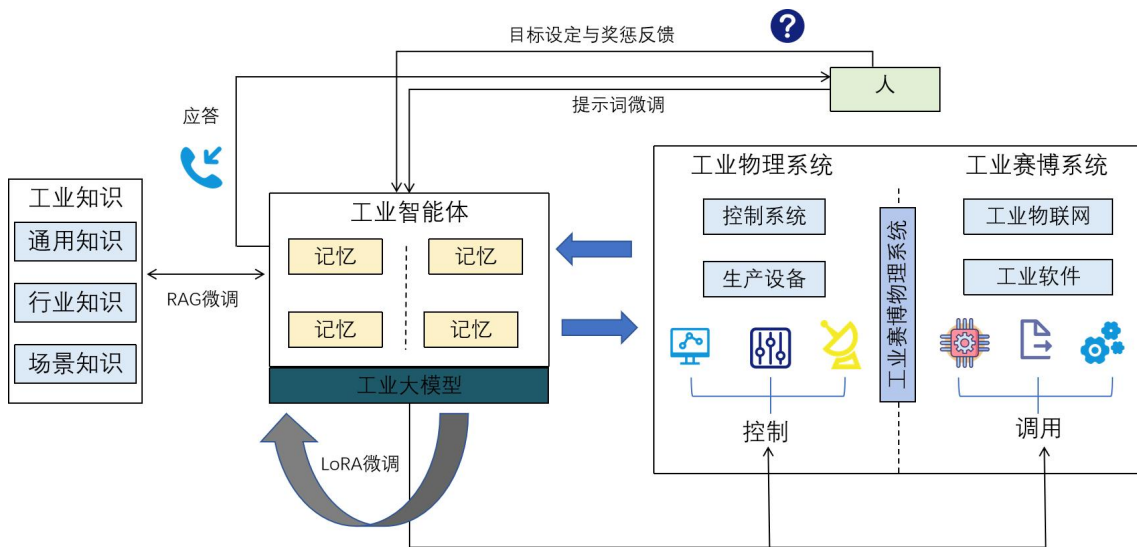 目标设定与奖惩反馈
?
人
提示词微调
应答
工业知识
通用知识
行业知识
场景知识
RAG微调
工业智能体
记忆
记忆
记忆
记忆
工业大模型
LoRA微调
工业物理系统
控制系统
生产设备
控制
工业赛博物理系统
工业赛博系统
工业物联网
工业软件
调用